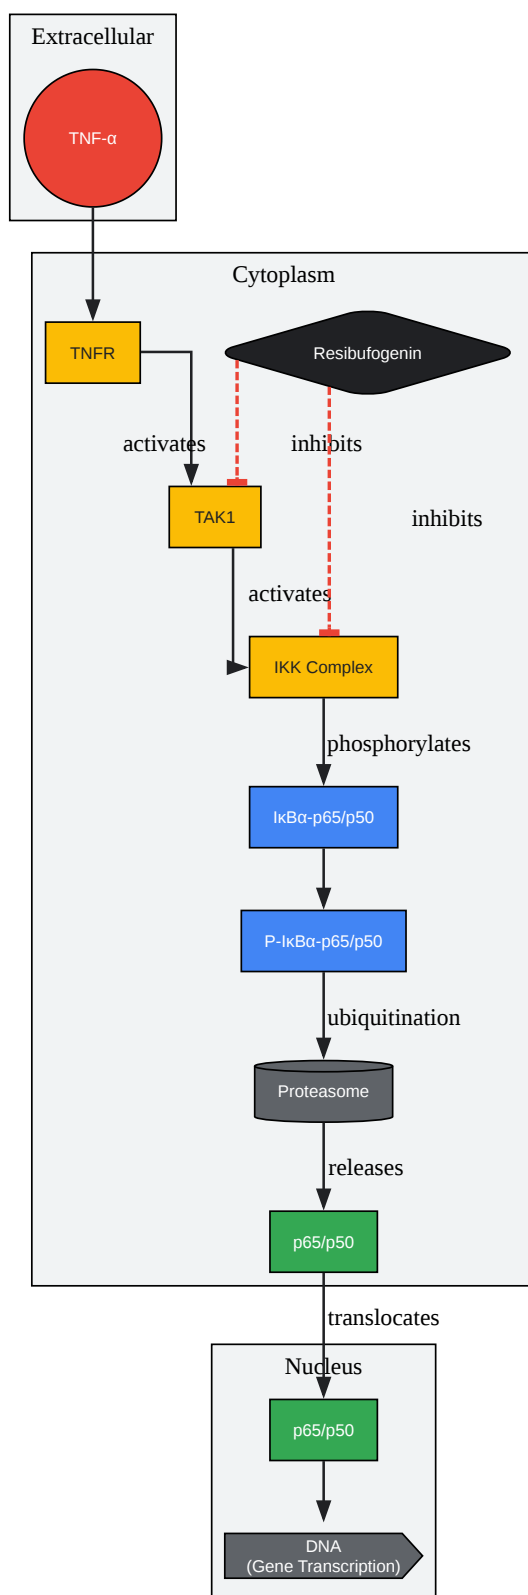 Extracellular
TNF-α
Cytoplasm
TNFR
Resibufogenin
activates
inhibits
TAK1
inhibits
activates
IKK Complex
phosphorylates
IκBα-p65/p50
P-IκBα-p65/p50
ubiquitination
Proteasome
releases
p65/p50
translocates
Nucleus
p65/p50
DNA
(Gene Transcription)